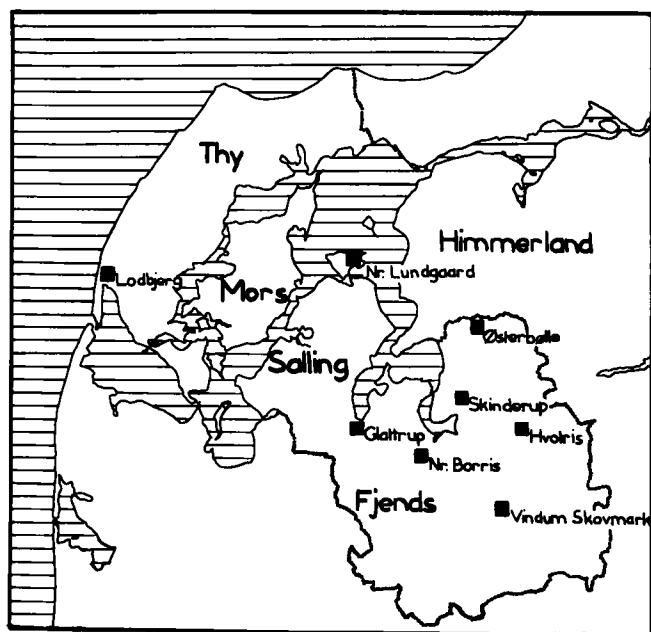 Thy
Himmerland
Nr. Lundgaard
Lodbjerg
Mors
Østerbølle
Salling
Skinderup
Glattrup
Hvolris
Nr. Borris
Fjends
Vindum Skovmark